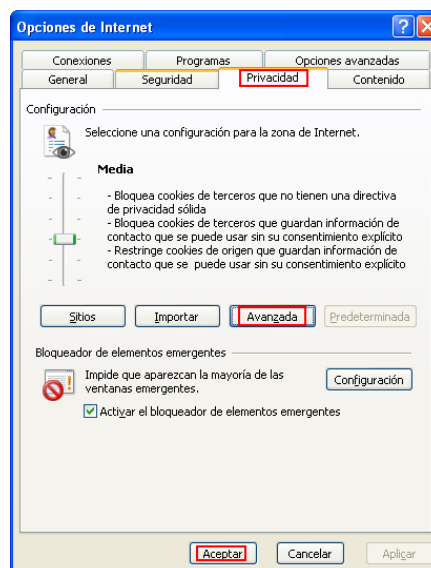 Opciones de Internet
Conexiones Programas Opciones avanzadas
General Seguridad Privacidad Contenido
Configuración
Seleccione una configuración para la zona de Internet.
Media
- Bloquea cookies de terceros que no tienen una directiva
de privacidad sólida
- Bloquea cookies de terceros que guardan información de
contacto que se puede usar sin su consentimiento explícito
- Restringe cookies de origen que guardan información de
contacto que se puede usar sin su consentimiento explícito
Sitios Importar Avanzada Predeterminada
Bloqueador de elementos emergentes
Impide que aparezcan la mayoría de las
ventanas emergentes.
Configuración
Activar el bloqueador de elementos emergentes
Aceptar Cancelar Aplicar